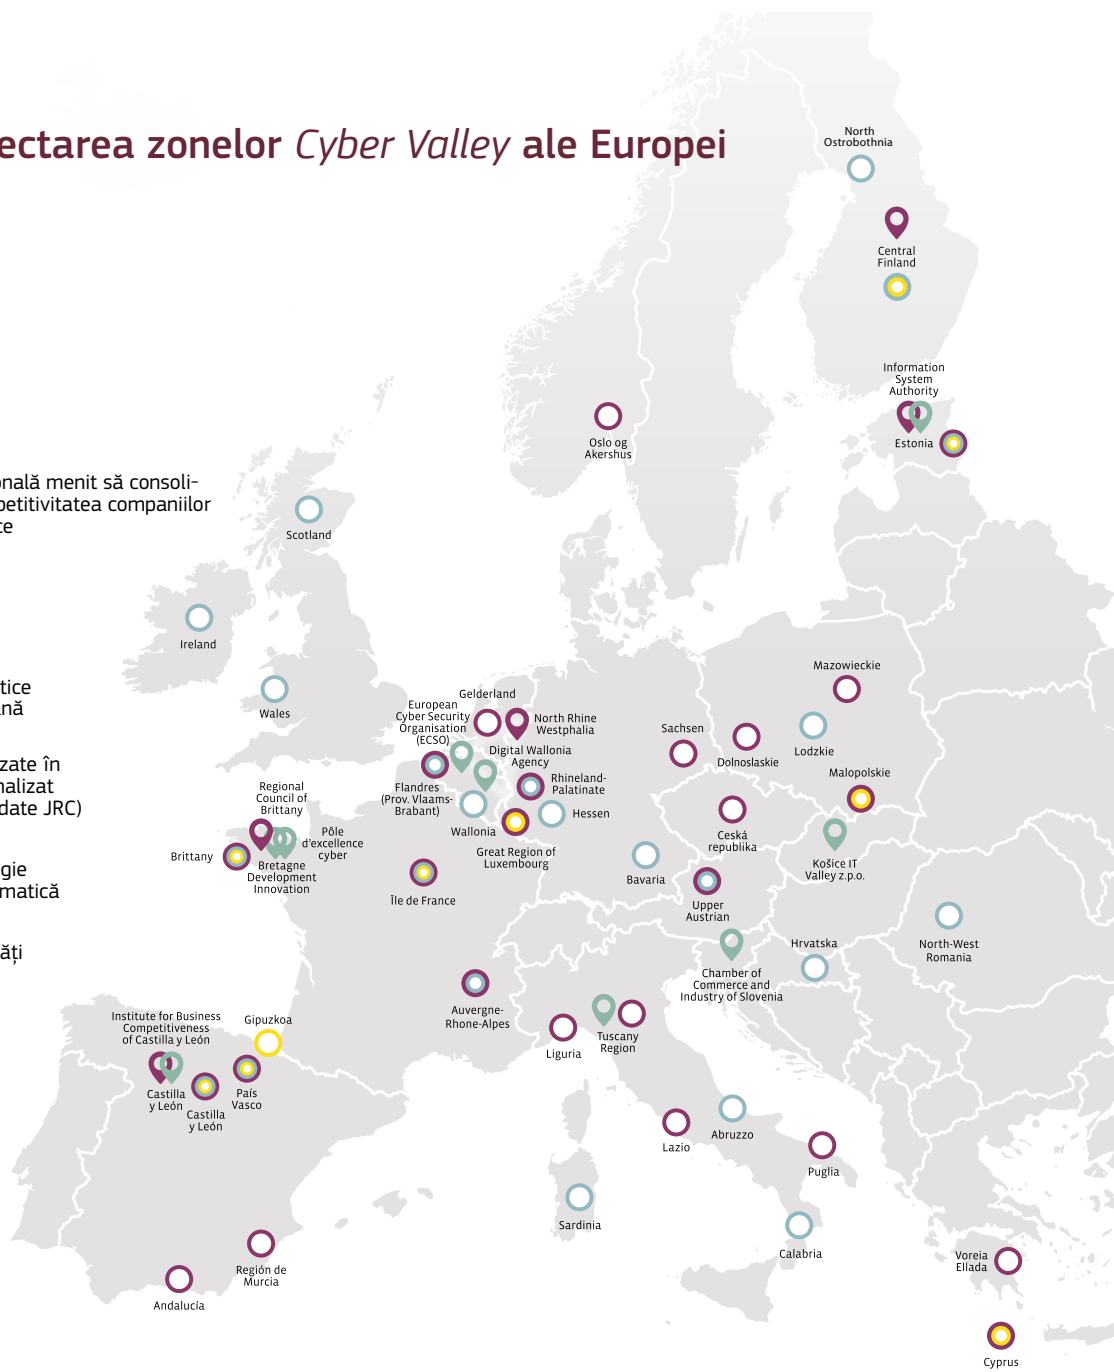 ectarea zonelor Cyber Valley ale Europei
onală menit să consoli-
petitivitatea companiilor
ce
tice
ană
zate în
nalizat
date JRC)
gie
matică
ăți
North
Ostrobothnia
Central
Finland
Information
System
Authority
Estonia
Oslo og
Akershus
Scotland
Ireland
Wales
Mazowieckie
Lodzkie
Sachsen
Dolnoslaskie
Malopolskie
Gelderland
European
Cyber Security
Organisation
(ECSO)
North Rhine
Westphalia
Digital Wallonia
Agency
Flandres
(Prov. Vlaams-
Brabant)
Rhineland-
Palatinate
Hessen
Wallonia
Great Region of
Luxembourg
Česká
republika
Košice IT
Valley z.p.o.
Regional
Council of
Brittany
Pôle
d’excellence
cyber
Brittany
Bretagne
Development
Innovation
Île de France
Bavaria
Upper
Austrian
North-West
Romania
Hrvatska
Chamber of
Commerce and
Industry of Slovenia
Auvergne-
Rhone-Alpes
Liguria
Tuscany
Region
Institute for Business
Competitiveness
of Castilla y León
Gipuzkoa
Castilla
y León
Castilla
y León
País
Vasco
Lazio
Abruzzo
Puglia
Sardinia
Calabria
Región de
Murcia
Andalucía
Voreia
Ellada
Cyprus